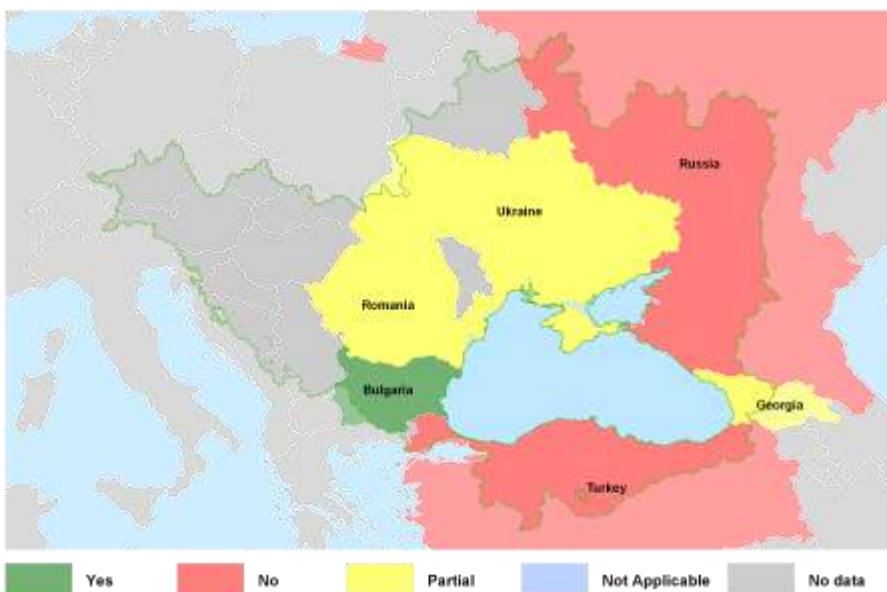 Russia
Ukraine
Romania
Bulgaria
Georgia
Turkey
Yes No Partial Not Applicable No data